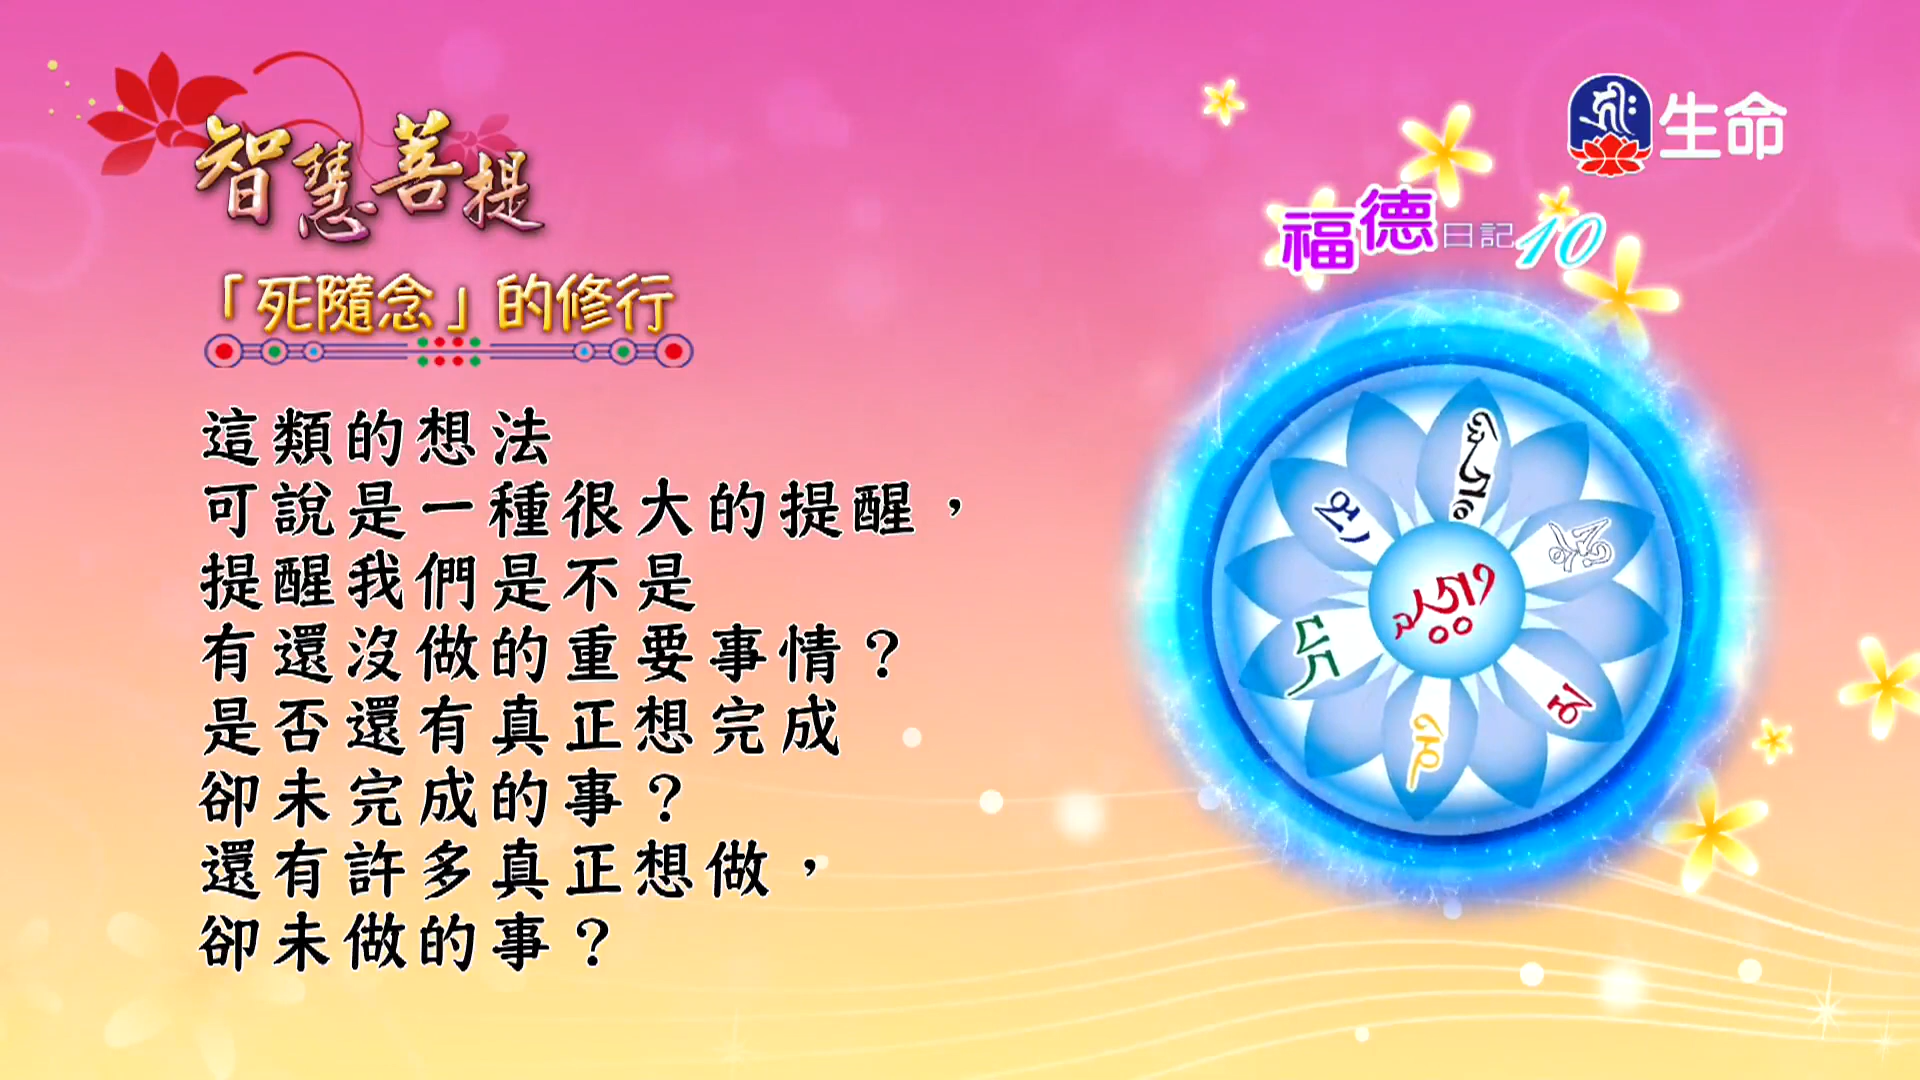 智慧菩提
「死隨念」的修行
生命
福德日記10
這類的想法
可說是一種很大的提醒，
提醒我們是不是
有還沒做的重要事情？
是否還有真正想完成
卻未完成的事？
還有許多真正想做，
卻未做的事？